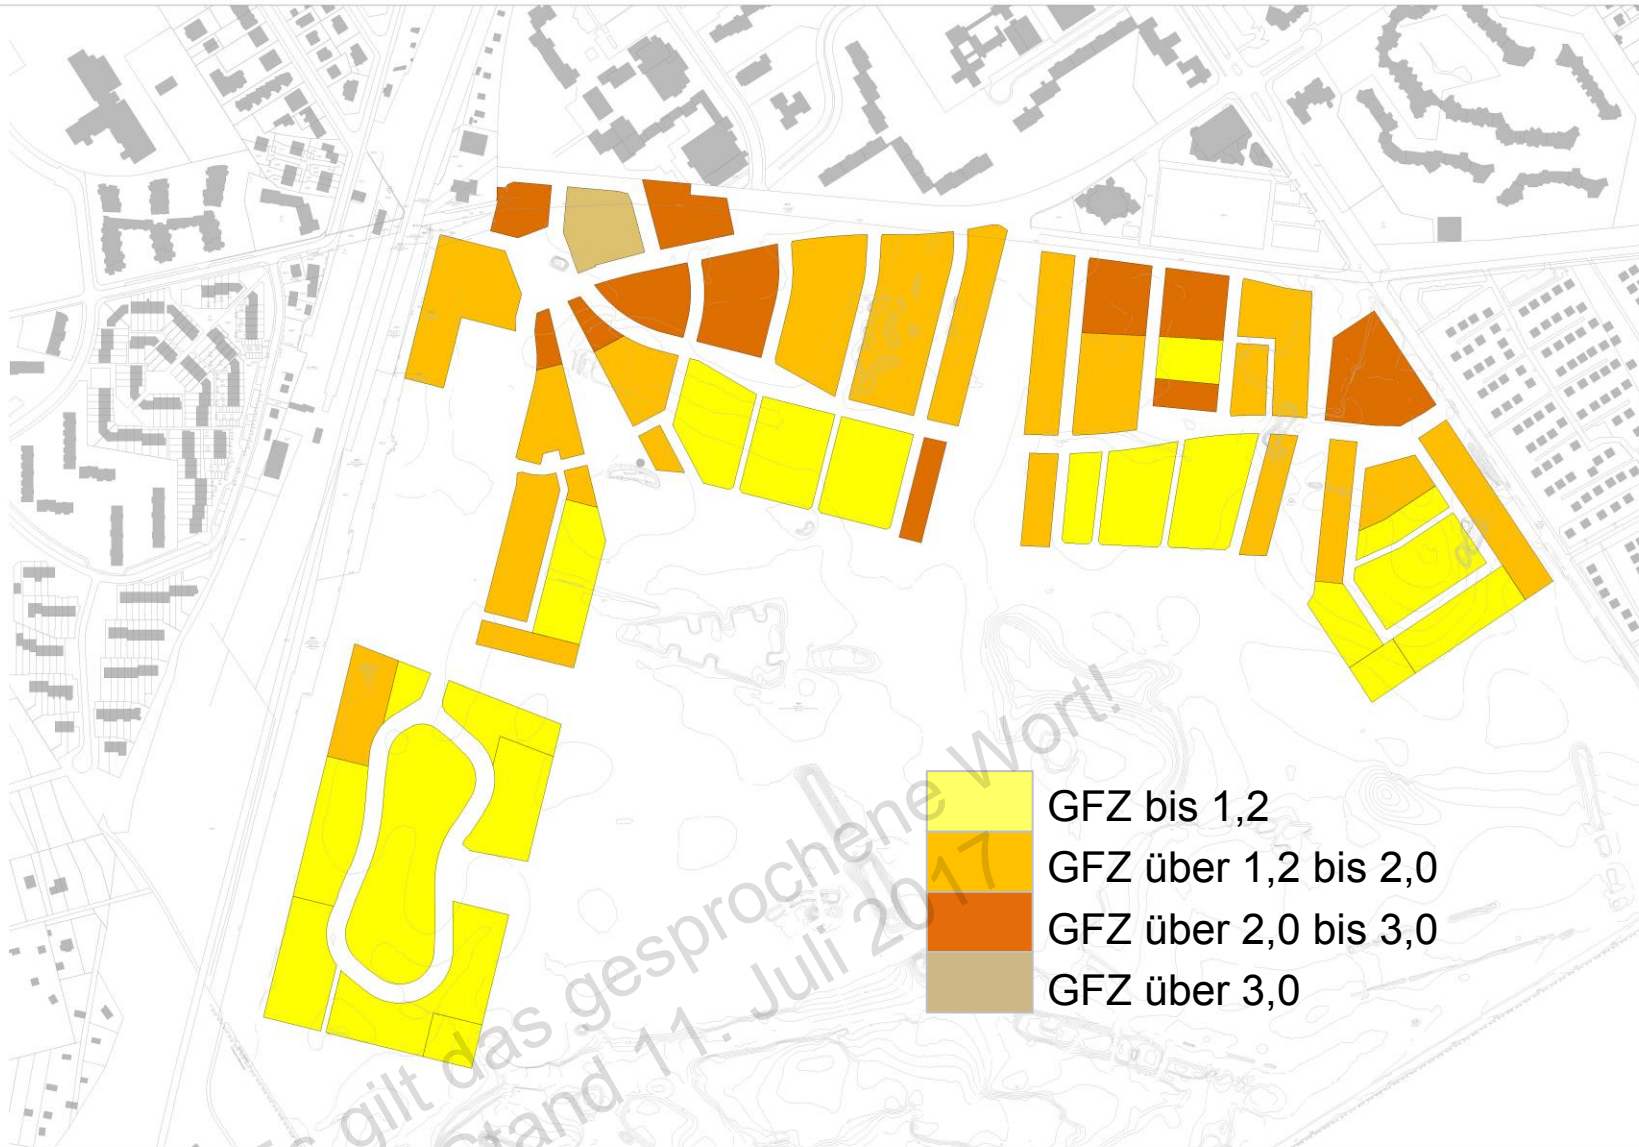 GFZ bis 1,2
GFZ über 1,2 bis 2,0
GFZ über 2,0 bis 3,0
GFZ über 3,0
gilt das gesprochene Wort!
Stand 11. Juli 2017